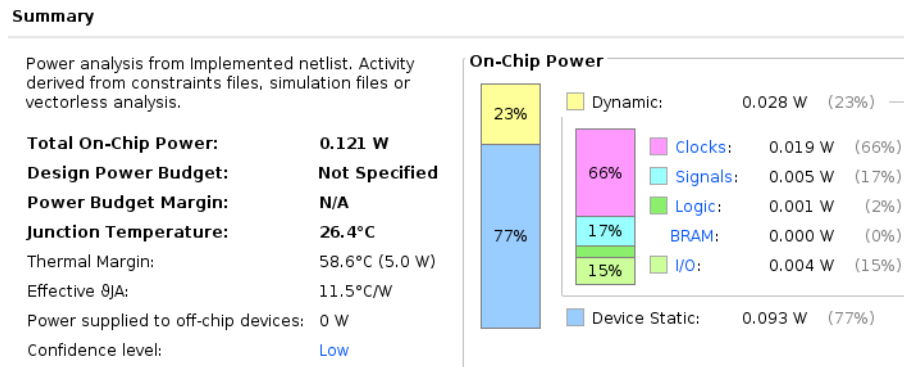 Summary
Power analysis from Implemented netlist. Activity
derived from constraints files, simulation files or
vectorless analysis.
Total On-Chip Power: 0.121 W
Design Power Budget: Not Specified
Power Budget Margin: N/A
Junction Temperature: 26.4°C
Thermal Margin: 58.6°C (5.0 W)
Effective ϑJA: 11.5°C/W
Power supplied to off-chip devices: 0 W
Confidence level: Low
On-Chip Power
23%
77%
Dynamic: 0.028 W (23%)
66%
17%
15%
Clocks: 0.019 W (66%)
Signals: 0.005 W (17%)
Logic: 0.001 W (2%)
BRAM: 0.000 W (0%)
I/O: 0.004 W (15%)
Device Static: 0.093 W (77%)